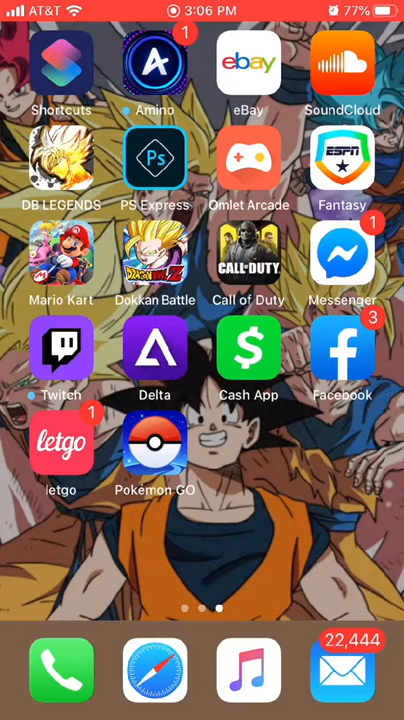 AT&T 3:06 PM 77%
1
A
ebay
Shortcuts Amino eBay SoundCloud
Ps
ESPN
DB LEGENDS PS Express Omlet Arcade Fantasy
1
DRAGON BALL Z
CALL OF DUTY
Mario Kart Dokkan Battle Call of Duty Messenger
3
$
f
Twitch Delta Cash App Facebook
1
letgo
letgo Pokémon GO
22,444